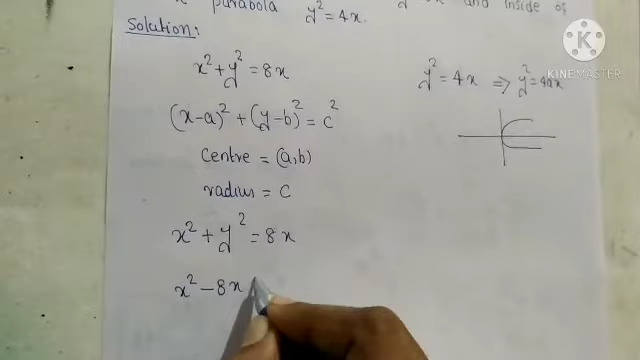 parabola y² = 4x. and inside of
Solution:
x² + y² = 8x
(x-a)² + (y-b)² = c²
centre = (a,b)
radius = c
x² + y² = 8x
x² - 8x
y² = 4x ⇒ y² = 4ax
KINEMASTER